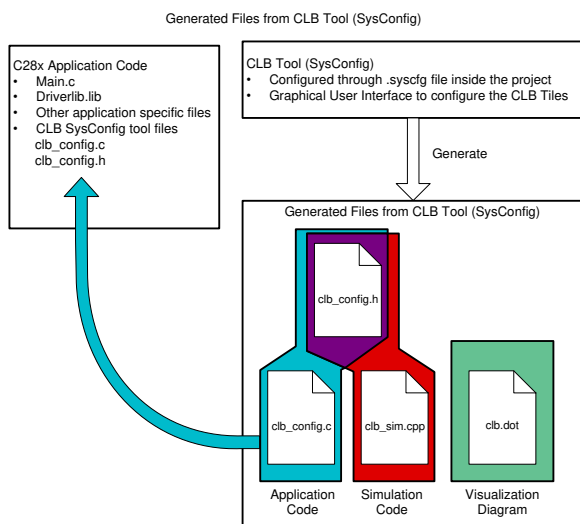 Generated Files from CLB Tool (SysConfig)
C28x Application Code
• Main.c
• Driverlib.lib
• Other application specific files
• CLB SysConfig tool files
clb_config.c
clb_config.h
CLB Tool (SysConfig)
• Configured through .syscfg file inside the project
• Graphical User Interface to configure the CLB Tiles
Generate
Generated Files from CLB Tool (SysConfig)
clb_config.h
clb_config.c
clb_sim.cpp
clb.dot
Application
Code
Simulation
Code
Visualization
Diagram